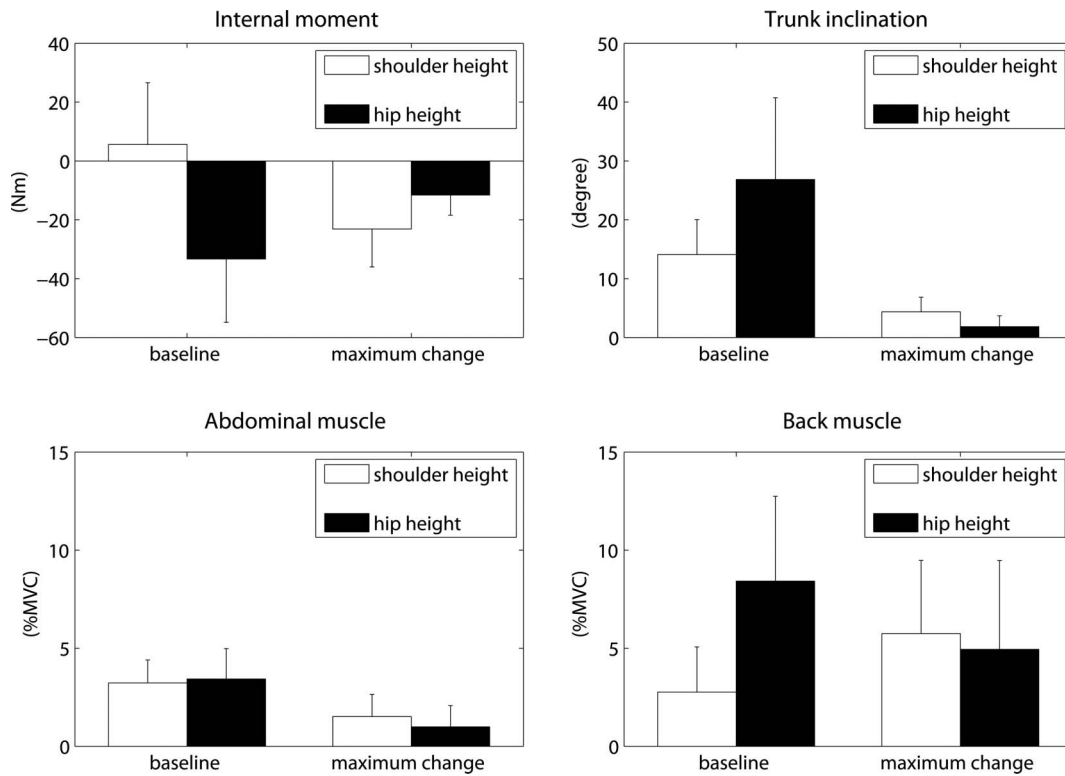 Internal moment
40
20
0
−20
−40
−60
(Nm)
shoulder height
hip height
baseline
maximum change
Trunk inclination
50
40
30
20
10
0
(degree)
shoulder height
hip height
baseline
maximum change
Abdominal muscle
15
10
5
0
(%MVC)
shoulder height
hip height
baseline
maximum change
Back muscle
15
10
5
0
(%MVC)
shoulder height
hip height
baseline
maximum change